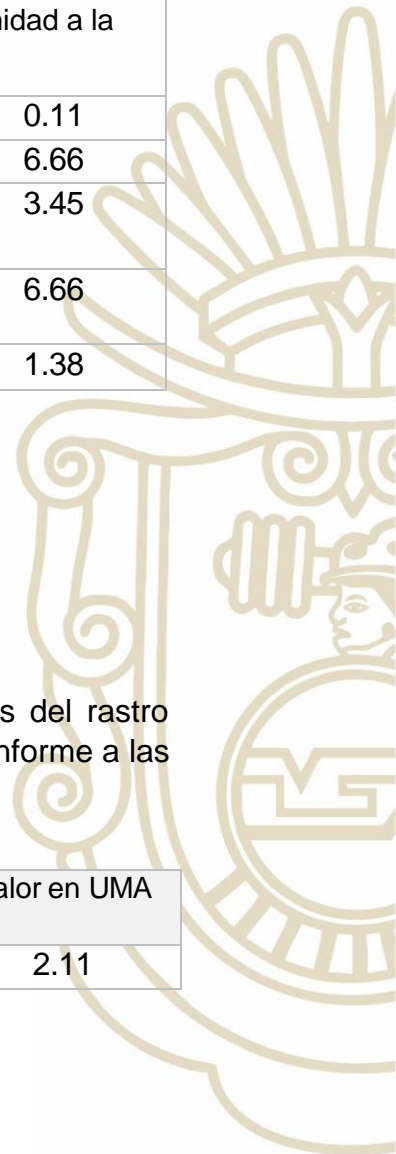 nidad a la
0.11
6.66
3.45
6.66
1.38
s del rastro
nforme a las
alor en UMA
2.11